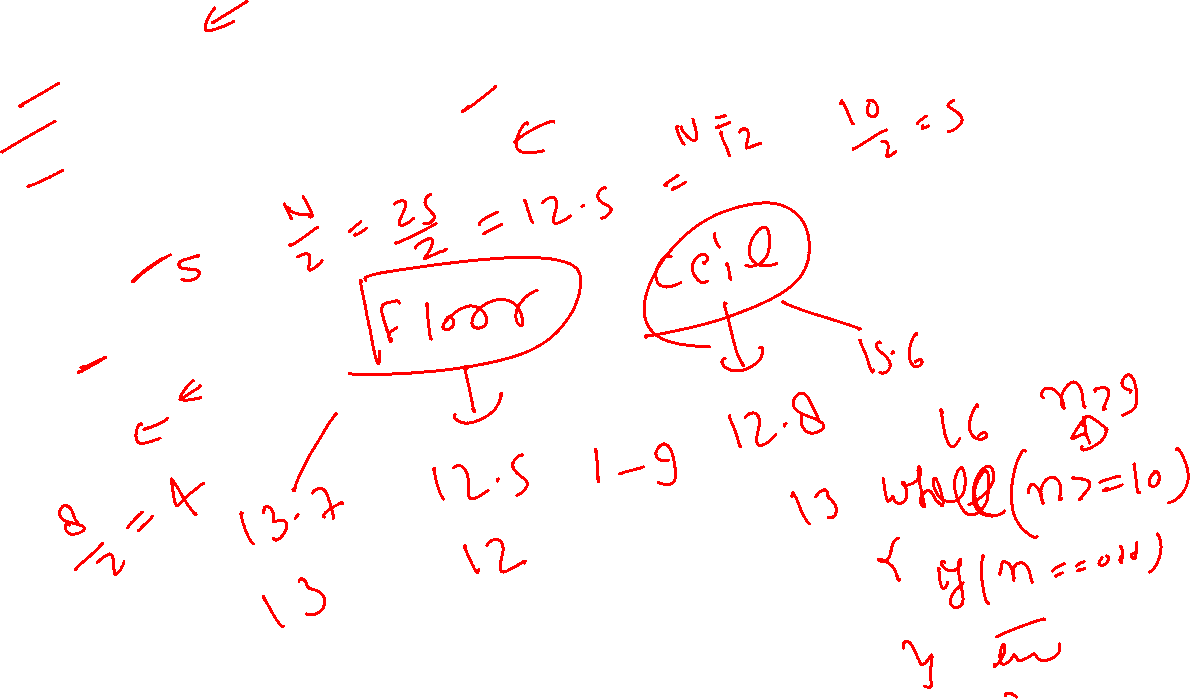 N = 12
10/2 = 5
N/2 = 25/2 = 12.5 =
5
Floor
Ceil
15.6
12.8
16
n>9
8/2 = 4
13.7
12.5
1-9
13
while(n>=10)
12
{ if(n==odd)
13
}